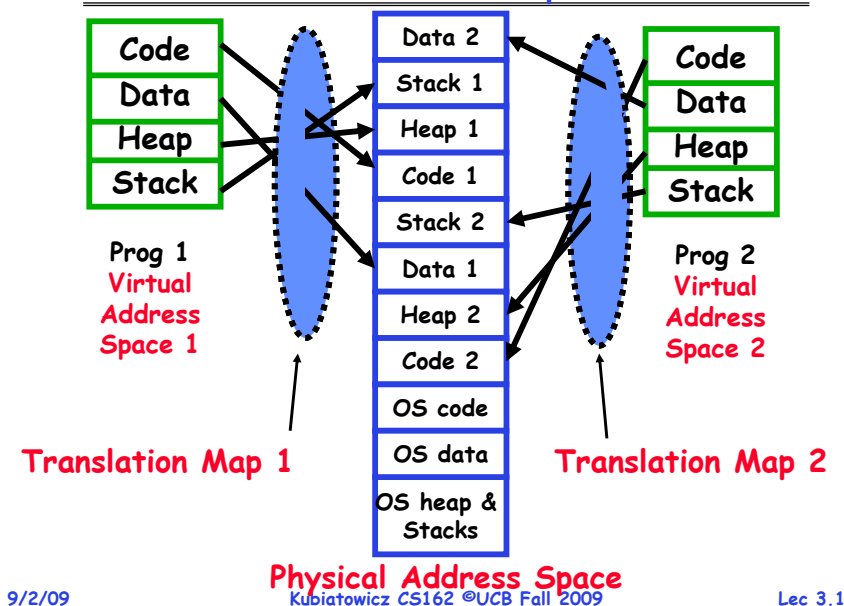 Code
Data
Heap
Stack
Prog 1
Virtual
Address
Space 1
Translation Map 1
Data 2
Stack 1
Heap 1
Code 1
Stack 2
Data 1
Heap 2
Code 2
OS code
OS data
OS heap &
Stacks
Physical Address Space
Code
Data
Heap
Stack
Prog 2
Virtual
Address
Space 2
Translation Map 2
9/2/09
Kubiatowicz CS162 ©UCB Fall 2009
Lec 3.1